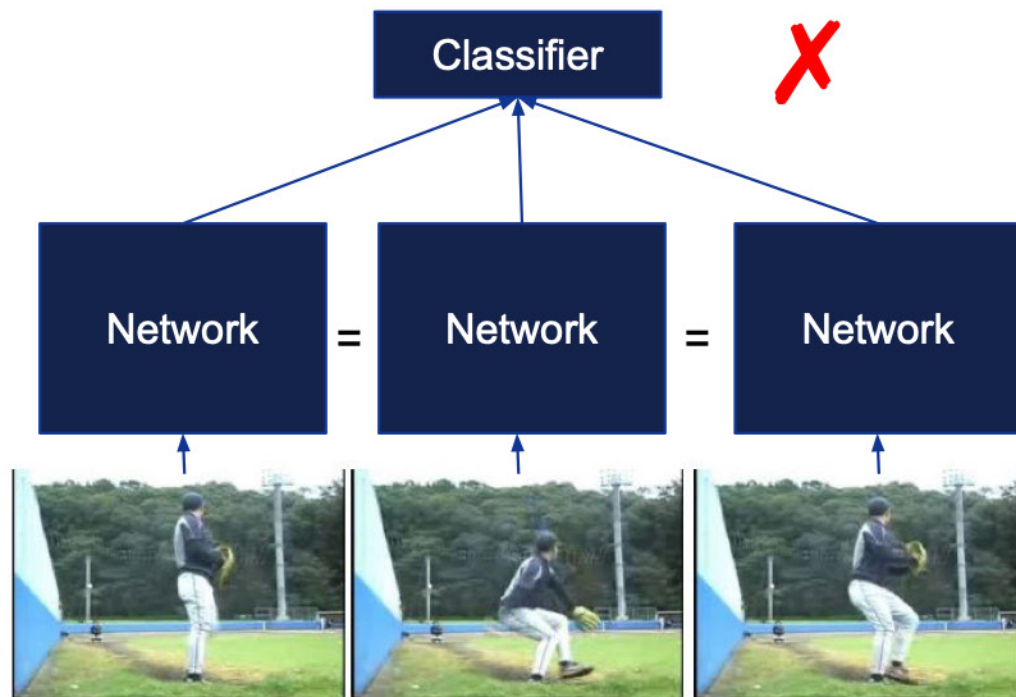 Classifier
✗
Network = Network = Network